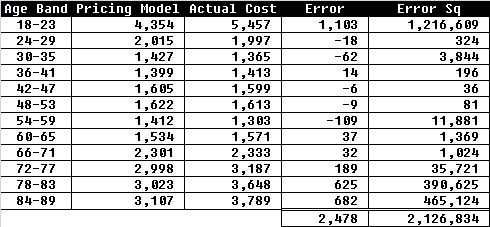 Age Band Pricing Model Actual Cost Error Error Sq
18-23 4,354 5,457 1,103 1,216,609
24-29 2,015 1,997 -18 324
30-35 1,427 1,365 -62 3,844
36-41 1,399 1,413 14 196
42-47 1,605 1,599 -6 36
48-53 1,622 1,613 -9 81
54-59 1,412 1,303 -109 11,881
60-65 1,534 1,571 37 1,369
66-71 2,301 2,333 32 1,024
72-77 2,998 3,187 189 35,721
78-83 3,023 3,648 625 390,625
84-89 3,107 3,789 682 465,124
2,478 2,126,834